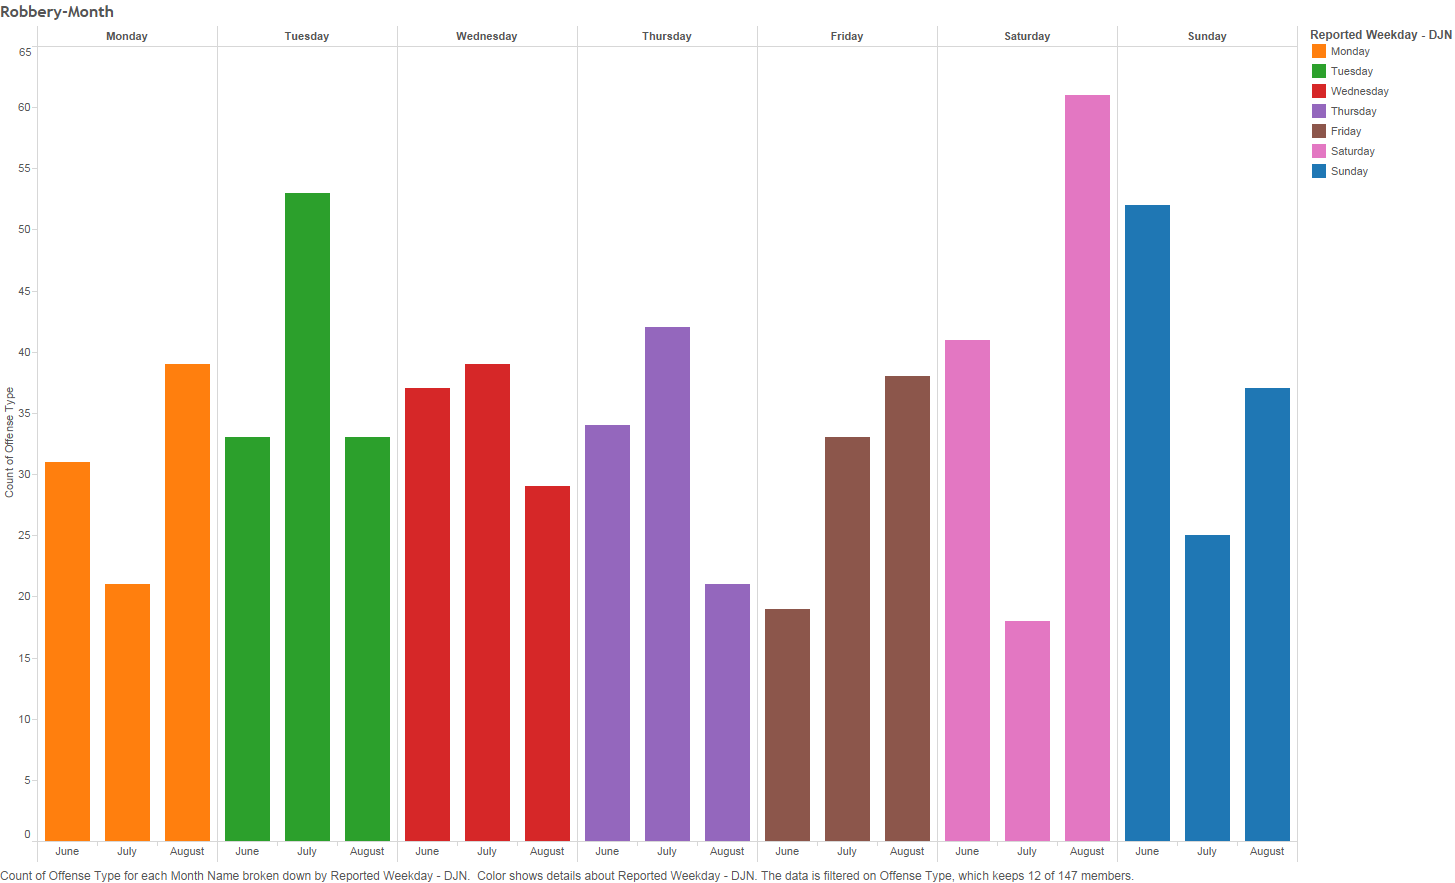 Robbery-Month
Monday Tuesday Wednesday Thursday Friday Saturday Sunday
Reported Weekday - DJN
Monday
Tuesday
Wednesday
Thursday
Friday
Saturday
Sunday
Count of Offense Type
65
60
55
50
45
40
35
30
25
20
15
10
5
0
June July August June July August June July August June July August June July August June July August June July August
Count of Offense Type for each Month Name broken down by Reported Weekday - DJN.  Color shows details about Reported Weekday - DJN. The data is filtered on Offense Type, which keeps 12 of 147 members.